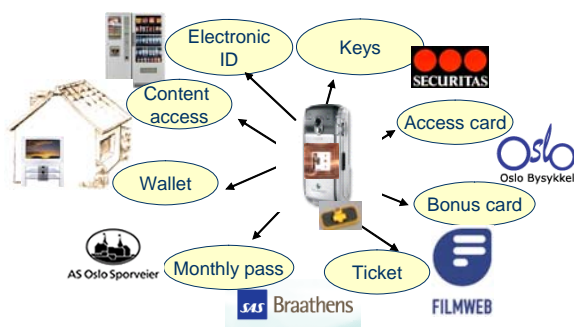 Electronic
ID
Keys
SECURITAS
Content
access
Access card
Oslo
Oslo Bysykkel
Wallet
Bonus card
AS Oslo Sporveier
Monthly pass
Ticket
SAS Braathens
FILMWEB